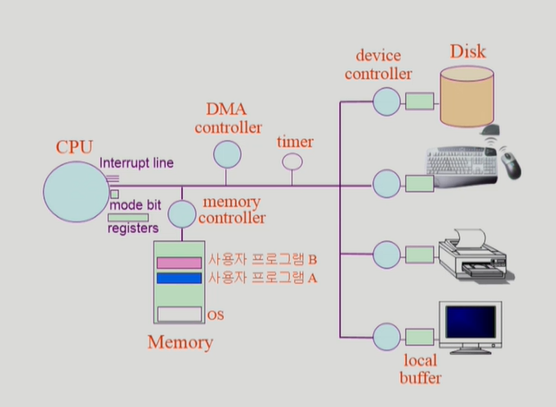 device
controller
Disk
DMA
controller
timer
CPU
Interrupt line
mode bit
registers
memory
controller
사용자 프로그램 B
사용자 프로그램 A
OS
Memory
local
buffer